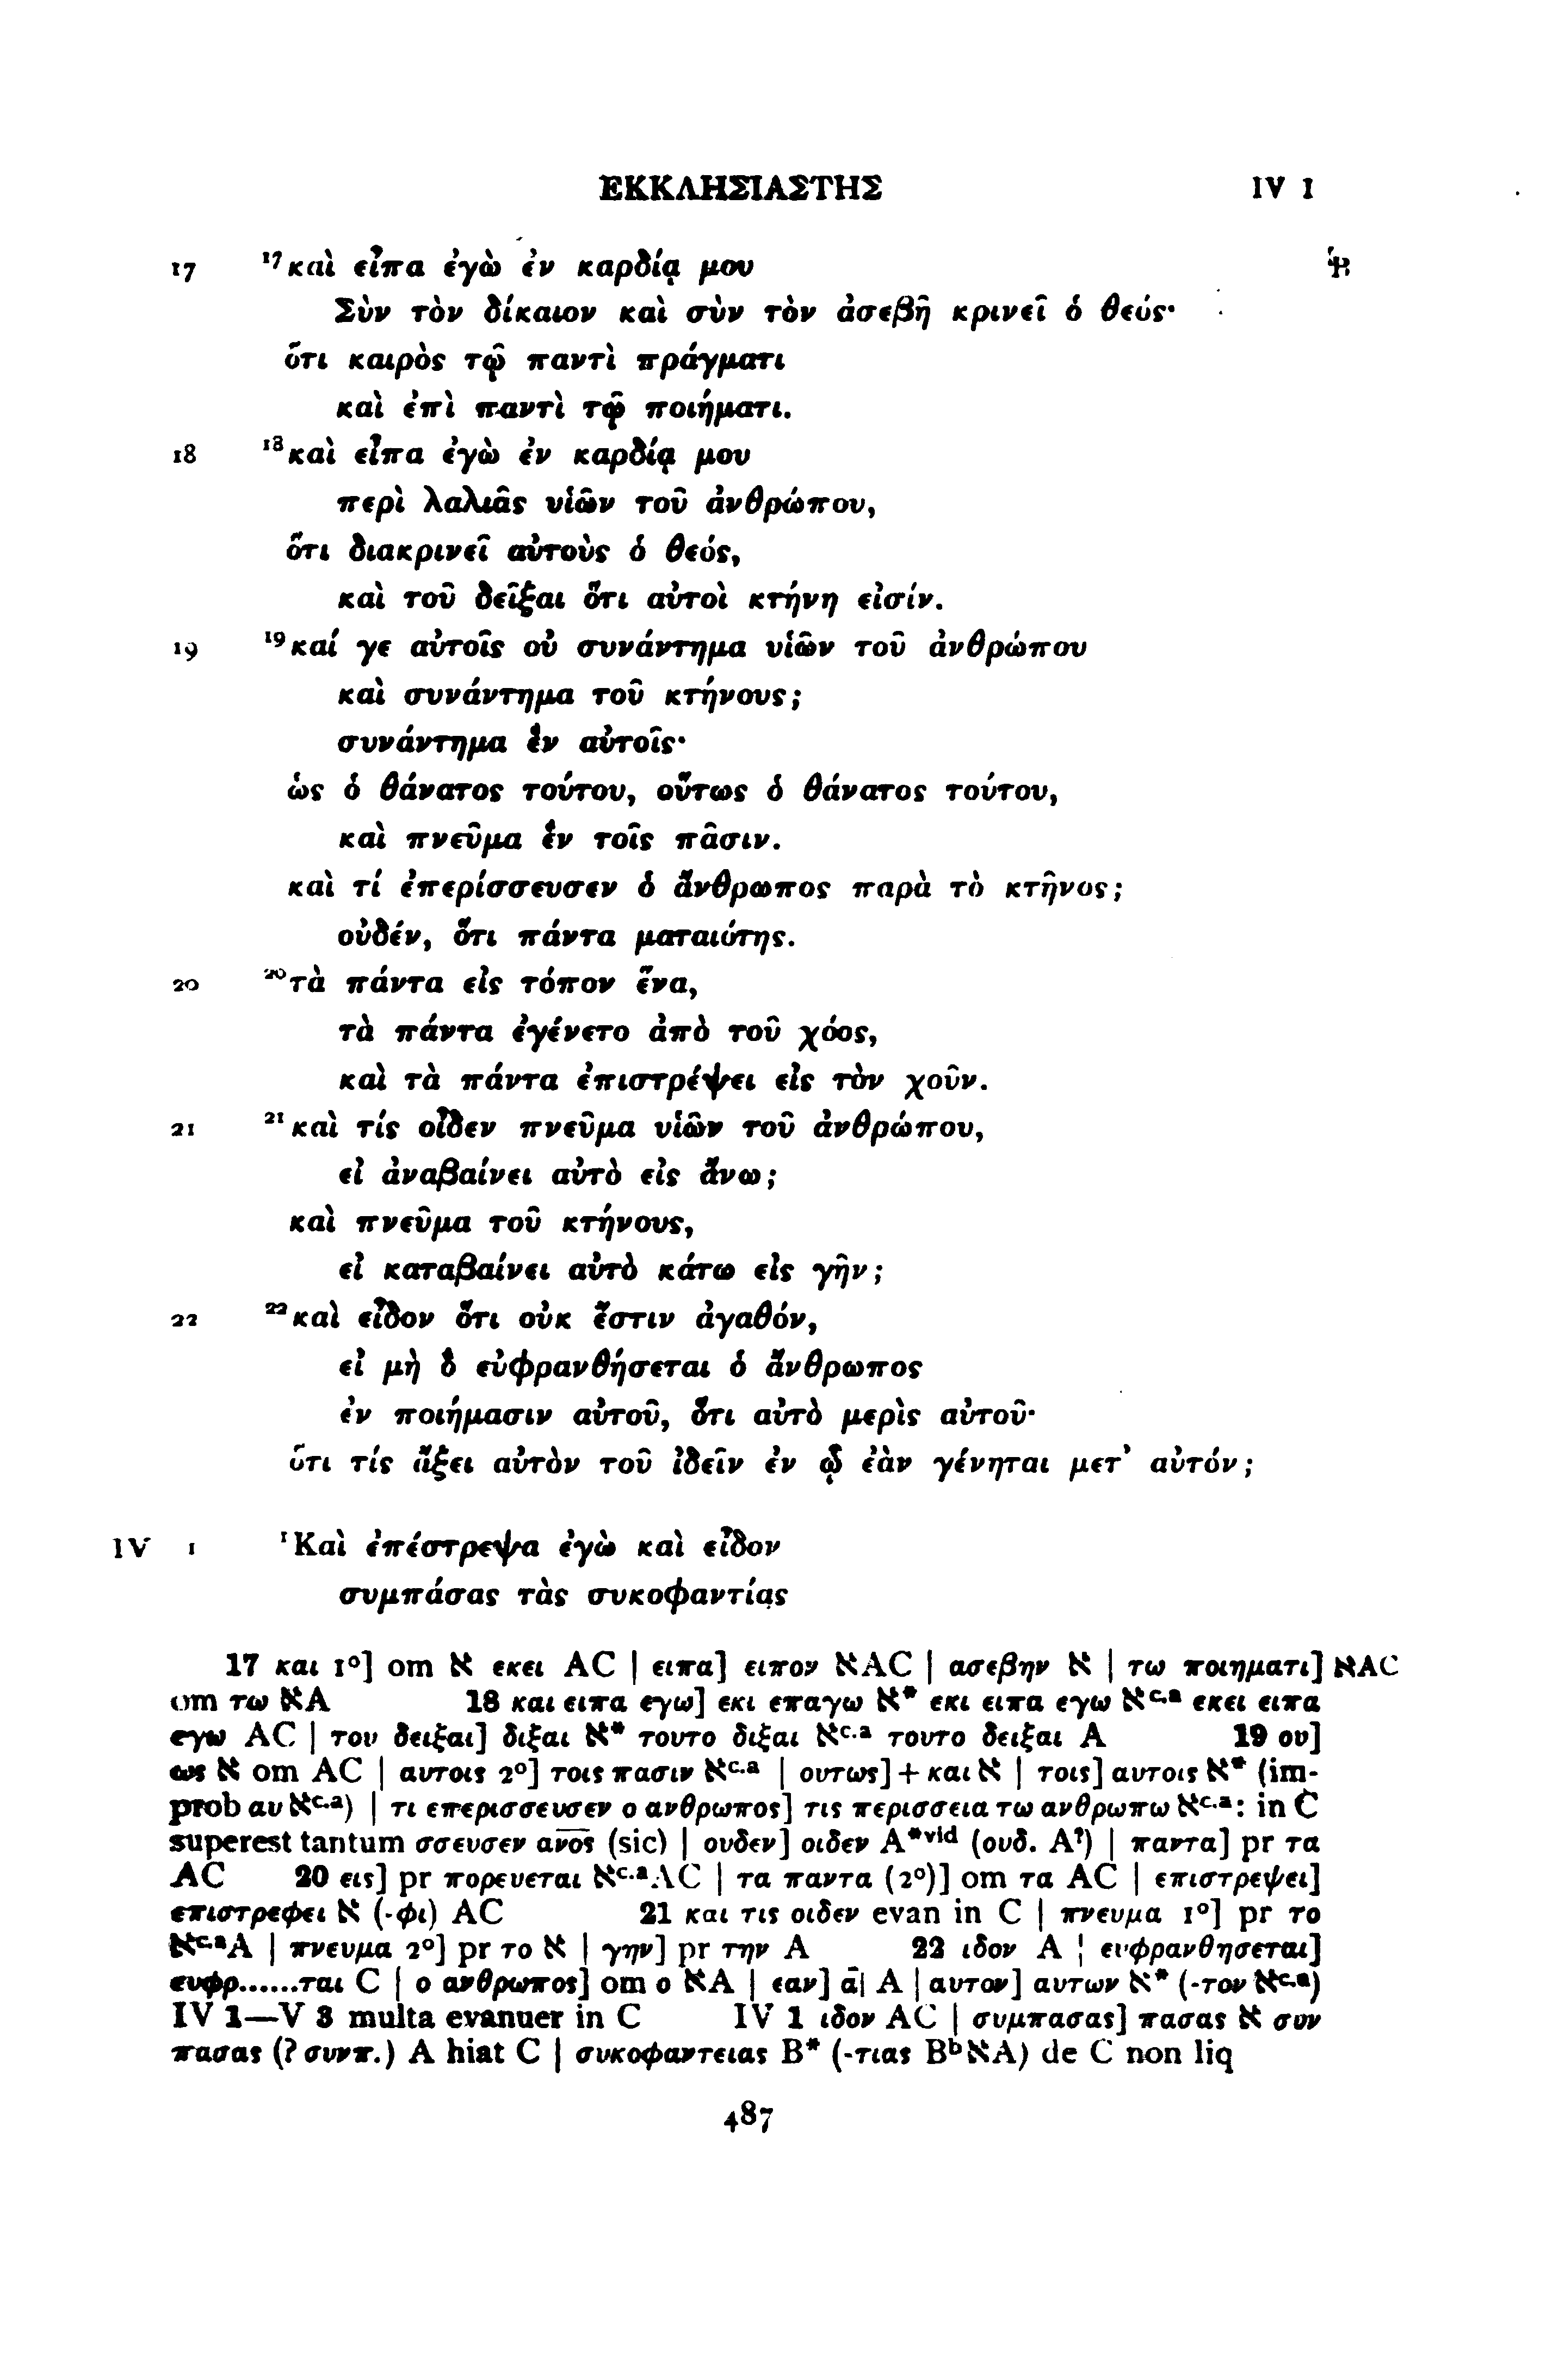 ΕΚΚΛΗΣΙΑΣΤΗΣ IV 1
17 ¹⁷καὶ εἶπα ἐγὼ ἐν καρδίᾳ μου
Σὺν τὸν δίκαιον καὶ σὺν τὸν ἀσεβῆ κρινεῖ ὁ θεός·
ὅτι καιρὸς τῷ παντὶ πράγματι
καὶ ἐπὶ παντὶ τῷ ποιήματι.
18 ¹⁸καὶ εἶπα ἐγὼ ἐν καρδίᾳ μου
περὶ λαλιᾶς υἱῶν τοῦ ἀνθρώπου,
ὅτι διακρινεῖ αὐτοὺς ὁ θεός,
καὶ τοῦ δεῖξαι ὅτι αὐτοὶ κτήνη εἰσίν.
19 ¹⁹καί γε αὐτοῖς οὐ συνάντημα υἱῶν τοῦ ἀνθρώπου
καὶ συνάντημα τοῦ κτήνους;
συνάντημα ἓν αὐτοῖς·
ὡς ὁ θάνατος τούτου, οὕτως ὁ θάνατος τούτου,
καὶ πνεῦμα ἓν τοῖς πᾶσιν.
καὶ τί ἐπερίσσευσεν ὁ ἄνθρωπος παρὰ τὸ κτῆνος;
οὐδέν, ὅτι πάντα ματαιότης.
20 ²⁰τὰ πάντα εἰς τόπον ἕνα,
τὰ πάντα ἐγένετο ἀπὸ τοῦ χόος,
καὶ τὰ πάντα ἐπιστρέψει εἰς τὸν χοῦν.
21 ²¹καὶ τίς οἶδεν πνεῦμα υἱῶν τοῦ ἀνθρώπου,
εἰ ἀναβαίνει αὐτὸ εἰς ἄνω;
καὶ πνεῦμα τοῦ κτήνους,
εἰ καταβαίνει αὐτὸ κάτω εἰς γῆν;
22 ²²καὶ εἶδον ὅτι οὐκ ἔστιν ἀγαθόν,
εἰ μὴ ὃ εὐφρανθήσεται ὁ ἄνθρωπος
ἐν ποιήμασιν αὐτοῦ, ὅτι αὐτὸ μερὶς αὐτοῦ·
ὅτι τίς ἄξει αὐτὸν τοῦ ἰδεῖν ἐν ᾧ ἐὰν γένηται μετ' αὐτόν;
IV 1 ¹Καὶ ἐπέστρεψα ἐγὼ καὶ εἶδον
συμπάσας τὰς συκοφαντίας
17 και 1°] om א εκει AC | ειπα] ειπον אAC | ασεβην א | τω ποιηματι] אAC
om τω אA 18 και ειπα εγω] εκι επαγω א* εκι ειπα εγω אᶜ·ᵃ εκει ειπα
εγω AC | του δειξαι] διξαι א* τουτο διξαι אᶜ·ᵃ τουτο δειξαι A 19 ου]
ως א om AC | αυτοις 2°] τοις πασιν אᶜ·ᵃ | ουτως] + και א | τοις] αυτοις א* (im-
prob αυ אᶜ·ᵃ) | τι επερισσευσεν ο ανθρωπος] τις περισσεια τω ανθρωπω אᶜ·ᵃ: in C
superest tantum σσευσεν α̅ν̅ο̅ς̅ (sic) | ουδεν] οιδεν A*ᵛⁱᵈ (ουδ. A?) | παντα] pr τα
AC 20 εις] pr πορευεται אᶜ·ᵃAC | τα παντα (2°)] om τα AC | επιστρεψει]
επιστρεφει א (-φι) AC 21 και τις οιδεν evan in C | πνευμα 1°] pr το
אᶜ·ᵃA | πνευμα 2°] pr το א | γην] pr την A 22 ιδον A | ευφρανθησεται]
ευφρ......ται C | ο ανθρωπος] om ο אA | εαν] α̅| A | αυτον] αυτων א* (-τον אᶜ·ᵃ)
IV 1—V 8 multa evanuer in C IV 1 ιδον AC | συμπασας] πασας א συν
πασας (? συνπ.) A hiat C | συκοφαντειας B* (-τιας BᵇאA) de C non liq
487